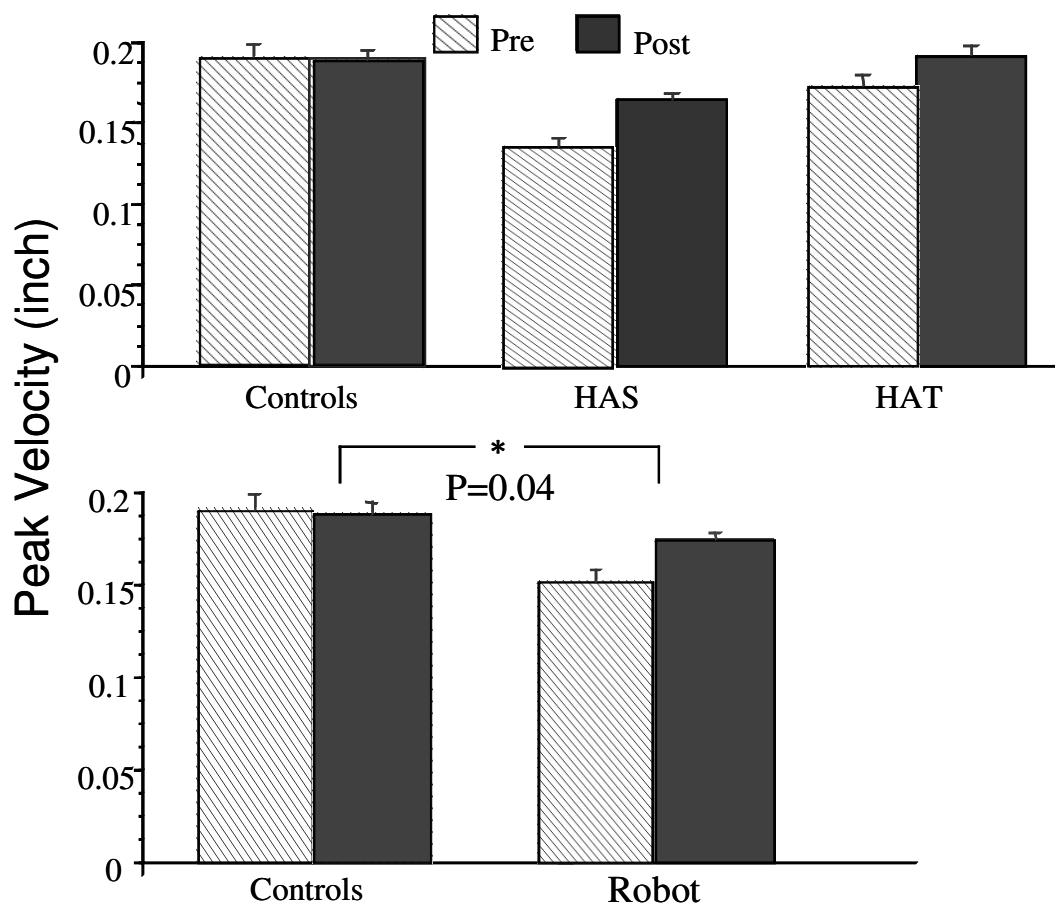 Pre
Post
0.2
0.15
0.1
0.05
0
Controls HAS HAT
Peak Velocity (inch)
*
P=0.04
0.2
0.15
0.1
0.05
0
Controls Robot